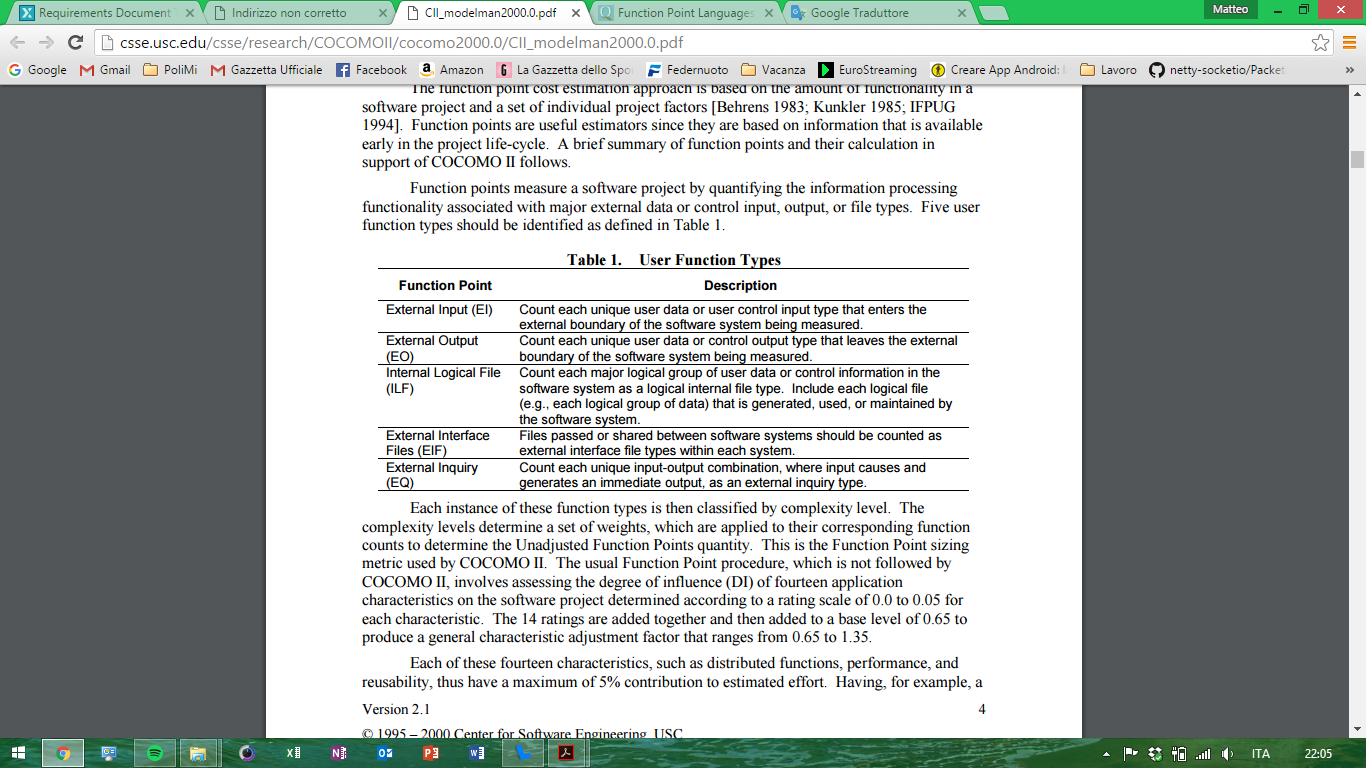 Requirements Document
Indirizzo non corretto
CII_modelman2000.0.pdf
Function Point Languages
Google Traduttore
Matteo
csse.usc.edu/csse/research/COCOMOII/cocomo2000.0/CII_modelman2000.0.pdf
Google
Gmail
PoliMi
Gazzetta Ufficiale
Facebook
Amazon
La Gazzetta dello Spo
Federnuoto
Vacanza
EuroStreaming
Creare App Android:
Lavoro
netty-socketio/Packet
»
The function point cost estimation approach is based on the amount of functionality in a
software project and a set of individual project factors [Behrens 1983; Kunkler 1985; IFPUG
1994]. Function points are useful estimators since they are based on information that is available
early in the project life-cycle. A brief summary of function points and their calculation in
support of COCOMO II follows.
Function points measure a software project by quantifying the information processing
functionality associated with major external data or control input, output, or file types. Five user
function types should be identified as defined in Table 1.
Table 1. User Function Types
Function Point Description
External Input (EI) Count each unique user data or user control input type that enters the
external boundary of the software system being measured.
External Output Count each unique user data or control output type that leaves the external
(EO) boundary of the software system being measured.
Internal Logical File Count each major logical group of user data or control information in the
(ILF) software system as a logical internal file type. Include each logical file
(e.g., each logical group of data) that is generated, used, or maintained by
the software system.
External Interface Files passed or shared between software systems should be counted as
Files (EIF) external interface file types within each system.
External Inquiry Count each unique input-output combination, where input causes and
(EQ) generates an immediate output, as an external inquiry type.
Each instance of these function types is then classified by complexity level. The
complexity levels determine a set of weights, which are applied to their corresponding function
counts to determine the Unadjusted Function Points quantity. This is the Function Point sizing
metric used by COCOMO II. The usual Function Point procedure, which is not followed by
COCOMO II, involves assessing the degree of influence (DI) of fourteen application
characteristics on the software project determined according to a rating scale of 0.0 to 0.05 for
each characteristic. The 14 ratings are added together and then added to a base level of 0.65 to
produce a general characteristic adjustment factor that ranges from 0.65 to 1.35.
Each of these fourteen characteristics, such as distributed functions, performance, and
reusability, thus have a maximum of 5% contribution to estimated effort. Having, for example, a
Version 2.1 4
© 1995 – 2000 Center for Software Engineering, USC
ITA
22:05